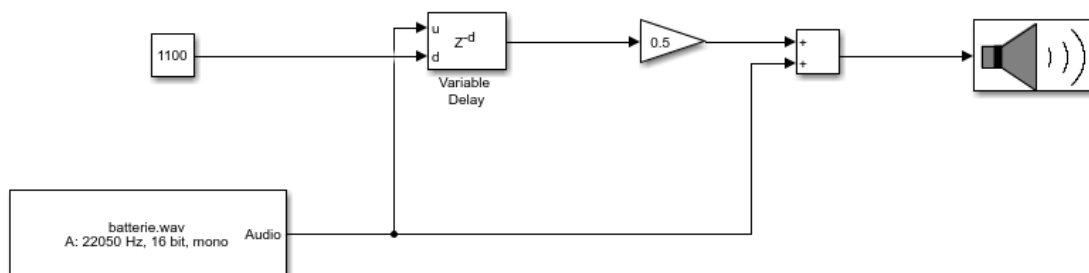 u
Z-d
d
Variable
Delay
1100
0.5
+
+
batterie.wav
A: 22050 Hz, 16 bit, mono
Audio